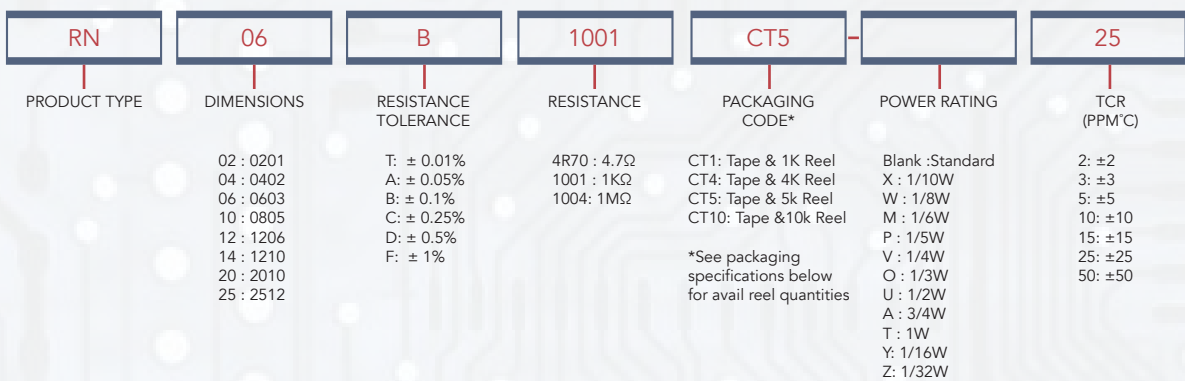 RN 06 B 1001 CT5 - 25
PRODUCT TYPE
DIMENSIONS
02 : 0201
04 : 0402
06 : 0603
10 : 0805
12 : 1206
14 : 1210
20 : 2010
25 : 2512
RESISTANCE
TOLERANCE
T: ± 0.01%
A: ± 0.05%
B: ± 0.1%
C: ± 0.25%
D: ± 0.5%
F: ± 1%
RESISTANCE
4R70 : 4.7Ω
1001 : 1KΩ
1004: 1MΩ
PACKAGING
CODE*
CT1: Tape & 1K Reel
CT4: Tape & 4K Reel
CT5: Tape & 5k Reel
CT10: Tape &10k Reel
*See packaging
specifications below
for avail reel quantities
POWER RATING
Blank :Standard
X : 1/10W
W : 1/8W
M : 1/6W
P : 1/5W
V : 1/4W
O : 1/3W
U : 1/2W
A : 3/4W
T : 1W
Y: 1/16W
Z: 1/32W
TCR
(PPM°C)
2: ±2
3: ±3
5: ±5
10: ±10
15: ±15
25: ±25
50: ±50